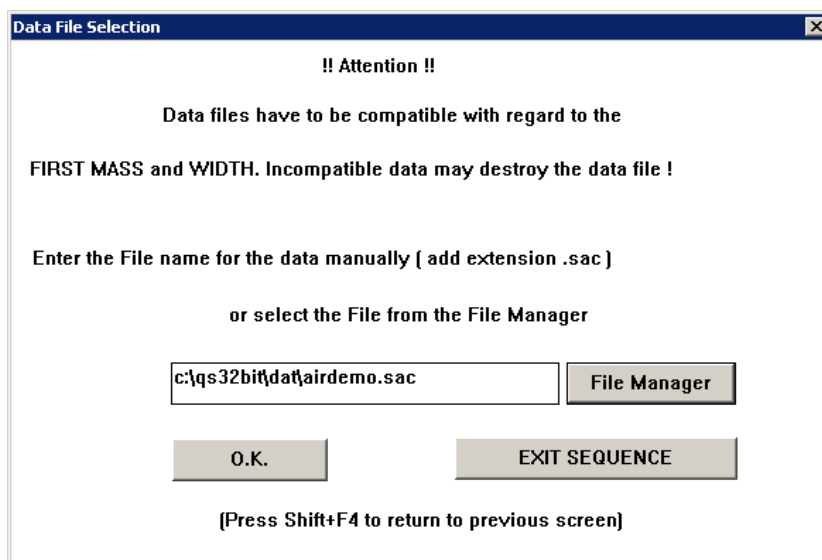 Data File Selection
!! Attention !!
Data files have to be compatible with regard to the
FIRST MASS and WIDTH. Incompatible data may destroy the data file !
Enter the File name for the data manually ( add extension .sac )
or select the File from the File Manager
c:\qs32bit\dat\airdemo.sac
File Manager
O.K.
EXIT SEQUENCE
(Press Shift+F4 to return to previous screen)